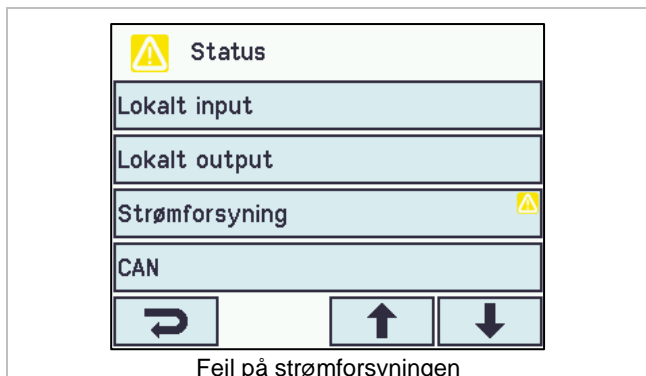 Status
Lokalt input
Lokalt output
Strømforsyning
CAN
Feil på strømforsyningen